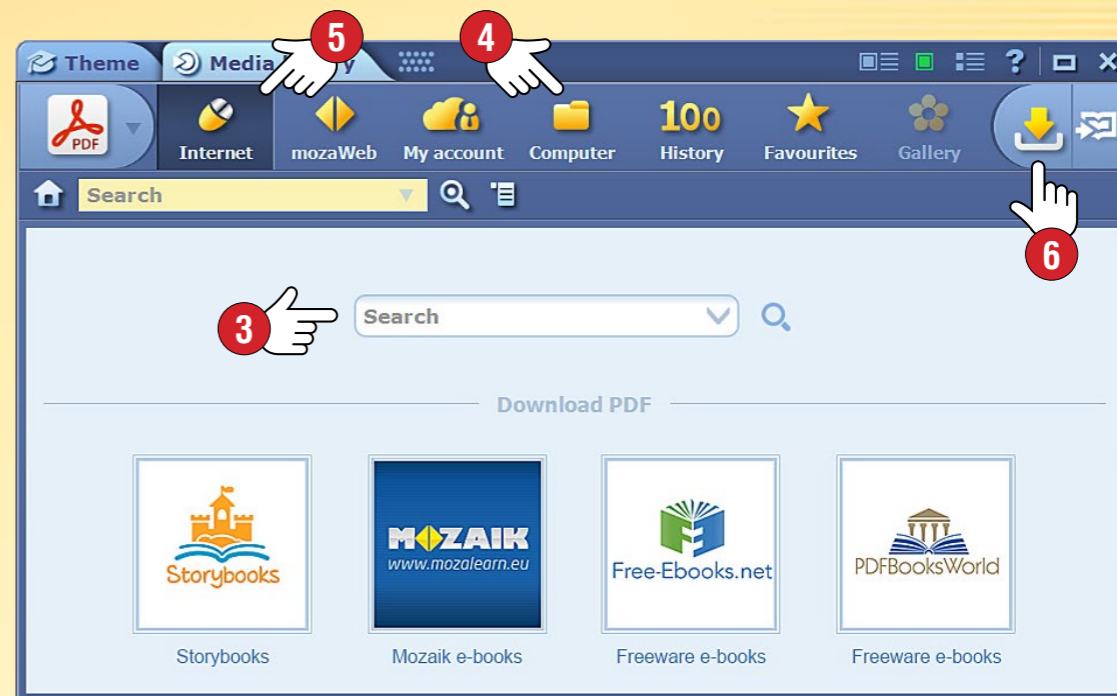 5 4
Theme Media y ?
PDF Internet mozaWeb My account Computer 100 History Favourites Gallery
Search
6
3 Search
Download PDF
Storybooks MOZAIK Free-Ebooks.net PDFBooksWorld
www.mozalearn.eu
Storybooks Mozaik e-books Freeware e-books Freeware e-books